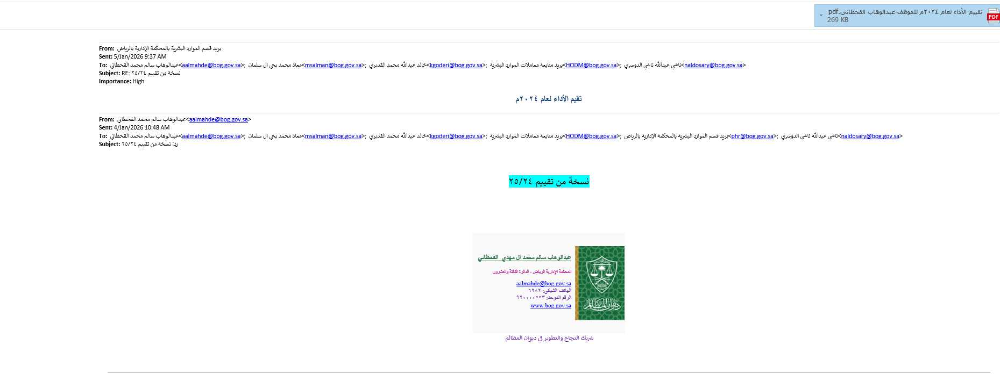 تقييم الأداء لعام ٢٠٢٤م للموظف-عبدالوهاب القحطاني.pdf
269 KB
PDF
From: بريد قسم الموارد البشرية بالمحكمة الإدارية بالرياض
Sent: 5/Jan/2026 9:37 AM
To: عبدالوهاب سالم محمد القحطاني<aalmahde@bog.gov.sa>; معاذ محمد يحي ال سلمان<msalman@bog.gov.sa>; خالد عبدالله محمد القديري<kgoderi@bog.gov.sa>; بريد متابعة معاملات الموارد البشرية<HODM@bog.gov.sa>; ناشي عبدالله ناشي الدوسري<naldosary@bog.gov.sa>
Subject: RE: نسخة من تقييم ٢٥/٢٤
Importance: High
تقيم الأداء لعام ٢٠٢٤م
From: عبدالوهاب سالم محمد القحطاني<aalmahde@bog.gov.sa>
Sent: 4/Jan/2026 10:48 AM
To: عبدالوهاب سالم محمد القحطاني<aalmahde@bog.gov.sa>; معاذ محمد يحي ال سلمان<msalman@bog.gov.sa>; خالد عبدالله محمد القديري<kgoderi@bog.gov.sa>; بريد متابعة معاملات الموارد البشرية<HODM@bog.gov.sa>; بريد قسم الموارد البشرية بالمحكمة الإدارية بالرياض<phr@bog.gov.sa>; ناشي عبدالله ناشي الدوسري<naldosary@bog.gov.sa>
Subject: رد: نسخة من تقييم ٢٥/٢٤
نسخة من تقييم ٢٥/٢٤
عبدالوهاب سالم محمد ال مهدي القحطاني
المحكمة الإدارية الرياض - الدائرة الثالثة والعشرون
aalmahde@bog.gov.sa
الهاتف الشبكي: ٦٢٨٢
الرقم الموحد: ٩٢٠٠٠٠٥٥٣
www.bog.gov.sa
ديوان المظالم
شريك النجاح والتطوير في ديوان المظالم